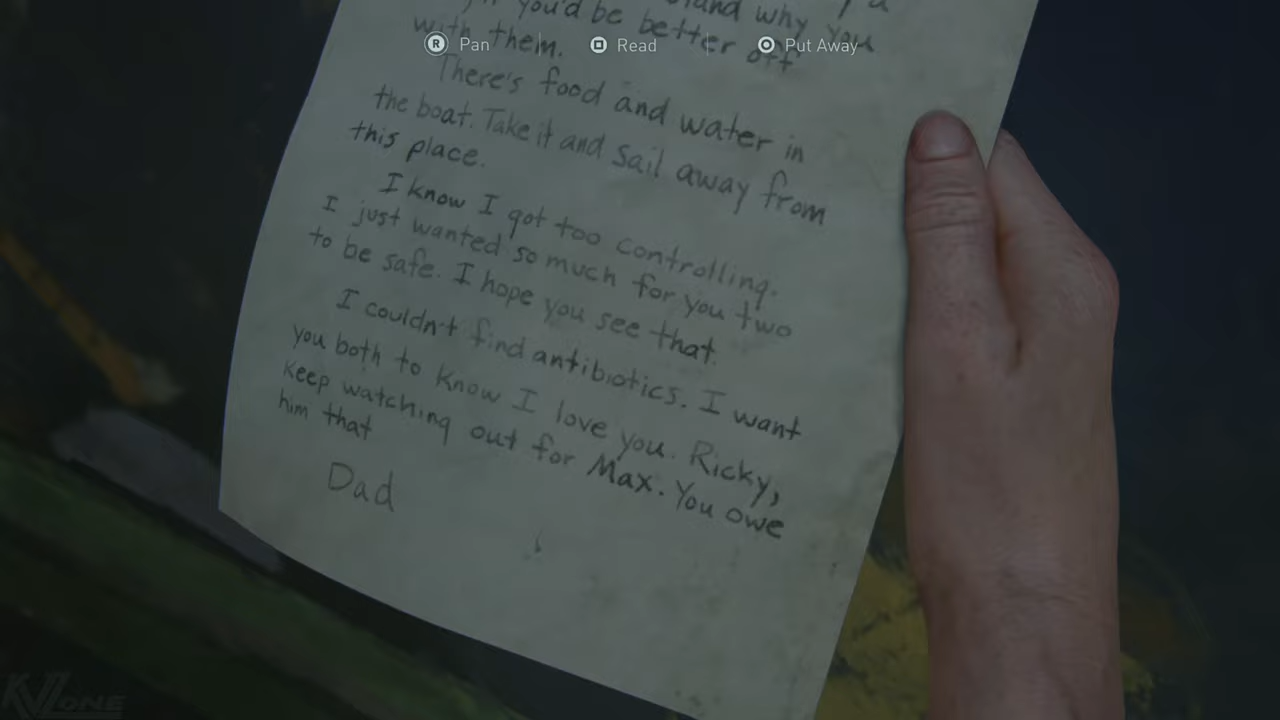 why you
you'd be better off
with them.
There's food and water in
the boat. Take it and sail away from
this place.
I know I got too controlling.
I just wanted so much for you two
to be safe. I hope you see that.
I couldn't find antibiotics. I want
you both to know I love you. Ricky,
keep watching out for Max. You owe
him that
Dad
R Pan
Read
Put Away
KVZONE